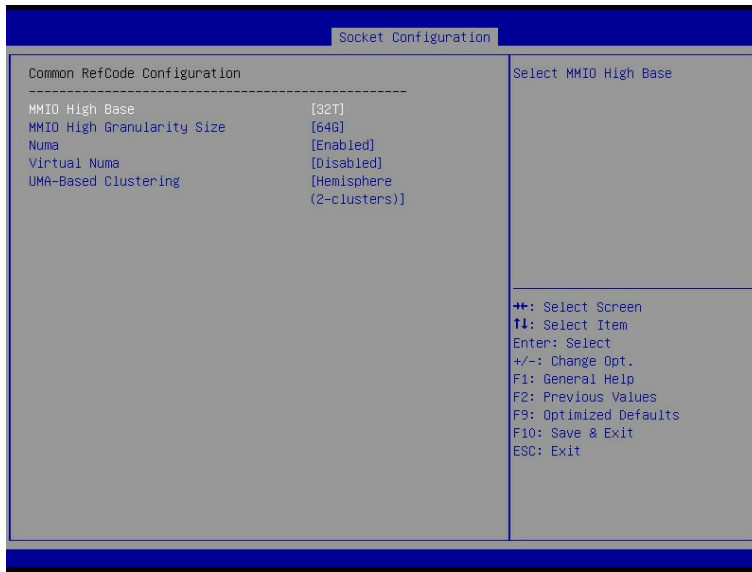 Socket Configuration
Common RefCode Configuration
--------------------------------------------------
MMIO High Base [32T]
MMIO High Granularity Size [64G]
Numa [Enabled]
Virtual Numa [Disabled]
UMA-Based Clustering [Hemisphere
(2-clusters)]
Select MMIO High Base
→←: Select Screen
↑↓: Select Item
Enter: Select
+/-: Change Opt.
F1: General Help
F2: Previous Values
F9: Optimized Defaults
F10: Save & Exit
ESC: Exit